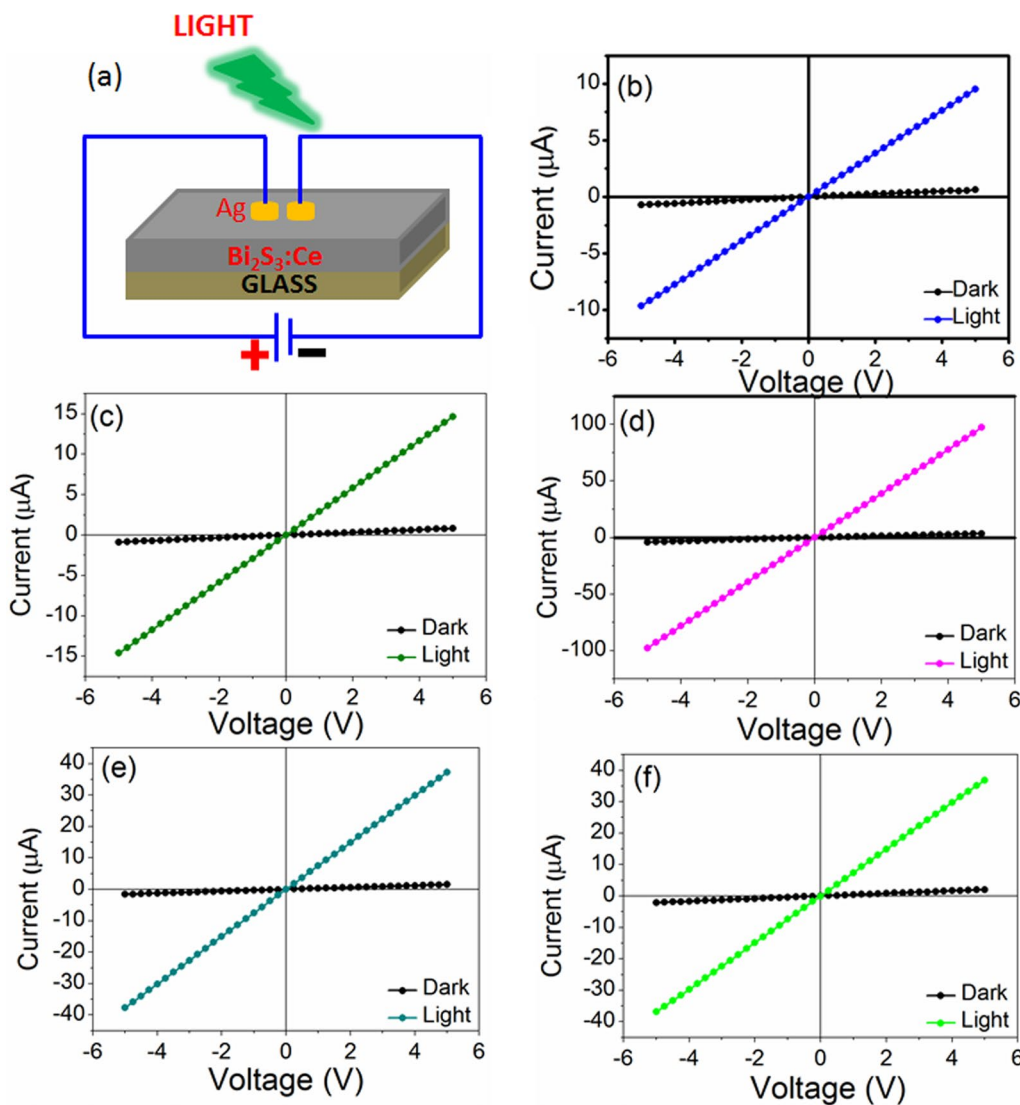 LIGHT
(a)
Ag
Bi₂S₃:Ce
GLASS
+ −
(b)
10
5
0
-5
-10
Current (μA)
Dark
Light
-6 -4 -2 0 2 4 6
Voltage (V)
(c)
15
10
5
0
-5
-10
-15
Current (μA)
Dark
Light
-6 -4 -2 0 2 4 6
Voltage (V)
(d)
100
50
0
-50
-100
Current (μA)
Dark
Light
-6 -4 -2 0 2 4 6
Voltage (V)
(e)
40
30
20
10
0
-10
-20
-30
-40
Current (μA)
Dark
Light
-6 -4 -2 0 2 4 6
Voltage (V)
(f)
40
30
20
10
0
-10
-20
-30
-40
Current (μA)
Dark
Light
-6 -4 -2 0 2 4 6
Voltage (V)